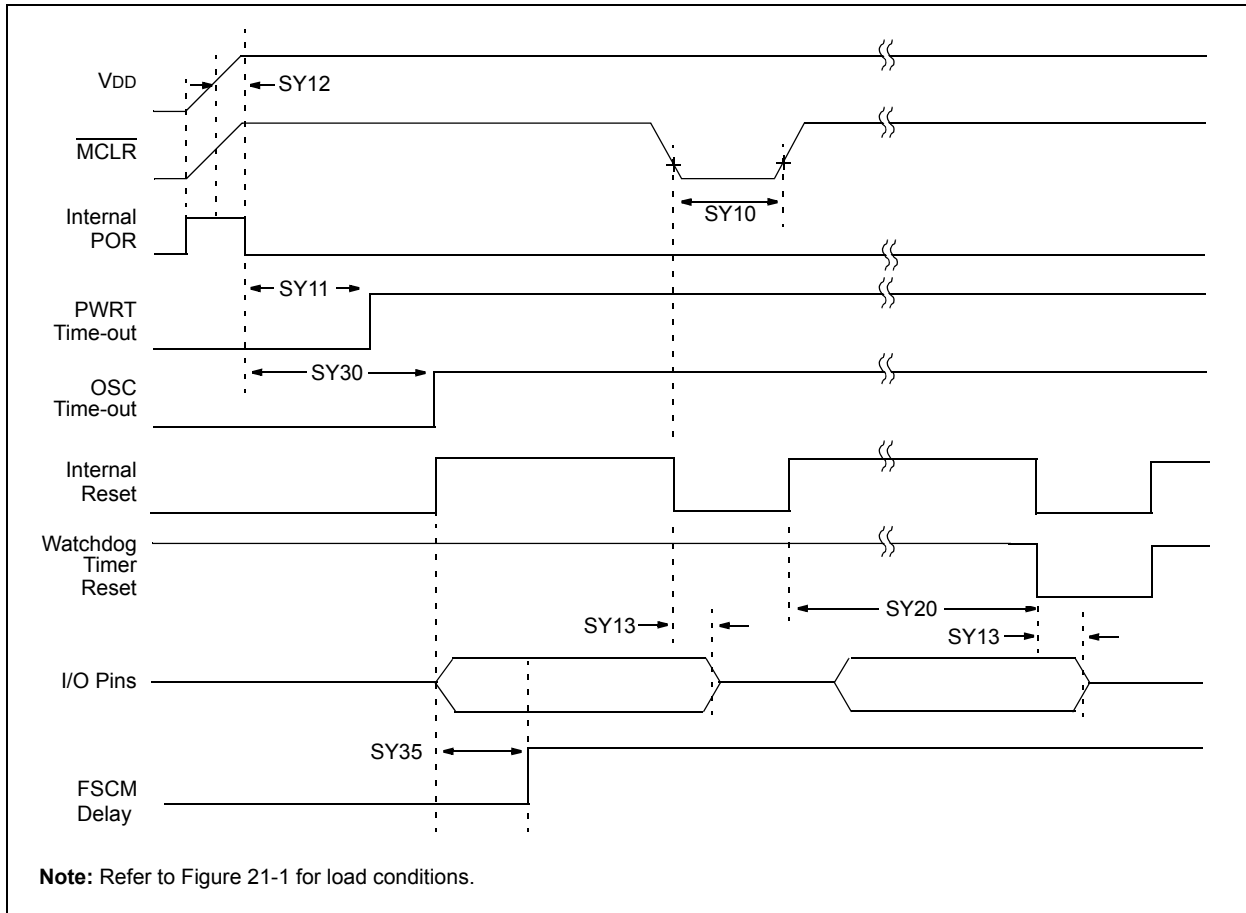 VDD
SY12
MCLR
SY10
Internal
POR
SY11
PWRT
Time-out
SY30
OSC
Time-out
Internal
Reset
Watchdog
Timer
Reset
SY20
SY13
SY13
I/O Pins
SY35
FSCM
Delay
Note: Refer to Figure 21-1 for load conditions.